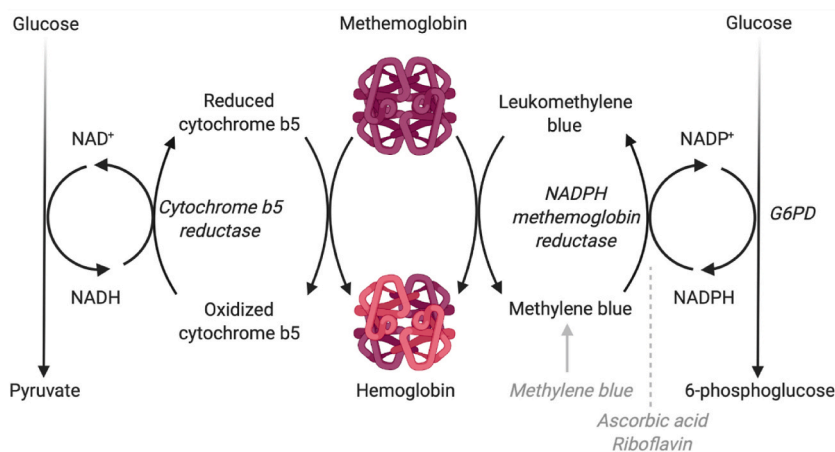 Glucose
Methemoglobin
Glucose
Reduced
cytochrome b5
Leukomethylene
blue
NAD⁺
NADP⁺
Cytochrome b5
reductase
NADPH
methemoglobin
reductase
G6PD
NADH
Oxidized
cytochrome b5
Methylene blue
NADPH
Pyruvate
Hemoglobin
Methylene blue
6-phosphoglucose
Ascorbic acid
Riboflavin